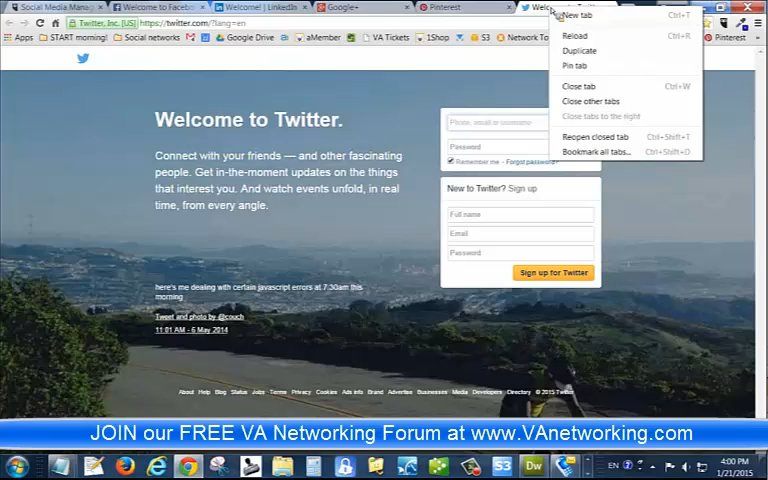 Social Media Manag
Welcome to Facebo
Welcome! | LinkedIn
Google+
Pinterest
New tab Ctrl+T
Twitter, Inc. [US] https://twitter.com/?lang=en
Reload Ctrl+R
Apps START morning! Social networks
Google Drive aMember VA Tickets 1Shop
Pinterest
Duplicate
Pin tab
Close tab Ctrl+W
Close other tabs
Close tabs to the right
Reopen closed tab Ctrl+Shift+T
Bookmark all tabs... Ctrl+Shift+D
Welcome to Twitter.
Connect with your friends — and other fascinating
people. Get in-the-moment updates on the things
that interest you. And watch events unfold, in real
time, from every angle.
Phone, email or username
Password
Remember me · Forgot password?
New to Twitter? Sign up
Full name
Email
Password
Sign up for Twitter
here's me dealing with certain javascript errors at 7:30am this
morning
Tweet and photo by @couch
11:01 AM - 6 May 2014
About Help Blog Status Jobs Terms Privacy Cookies Ads info Brand Advertise Businesses Media Developers Directory © 2015 Twitter
JOIN our FREE VA Networking Forum at www.VAnetworking.com
S3 Dw
EN
4:00 PM
1/21/2015